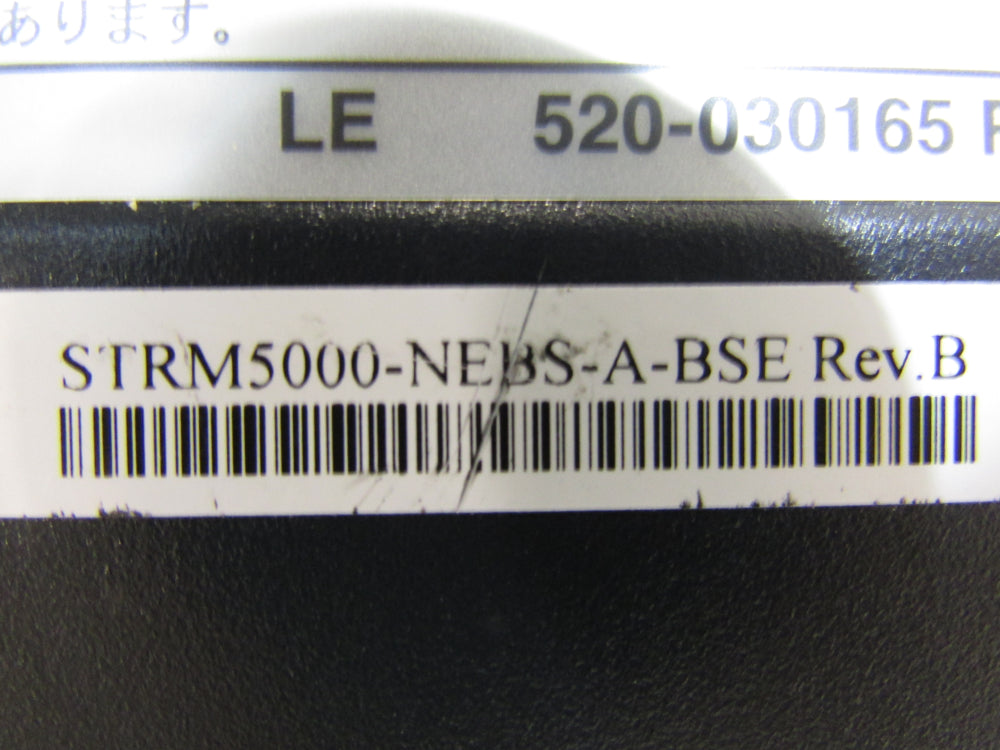 あります。
LE 520-030165
STRM5000-NEBS-A-BSE Rev.B